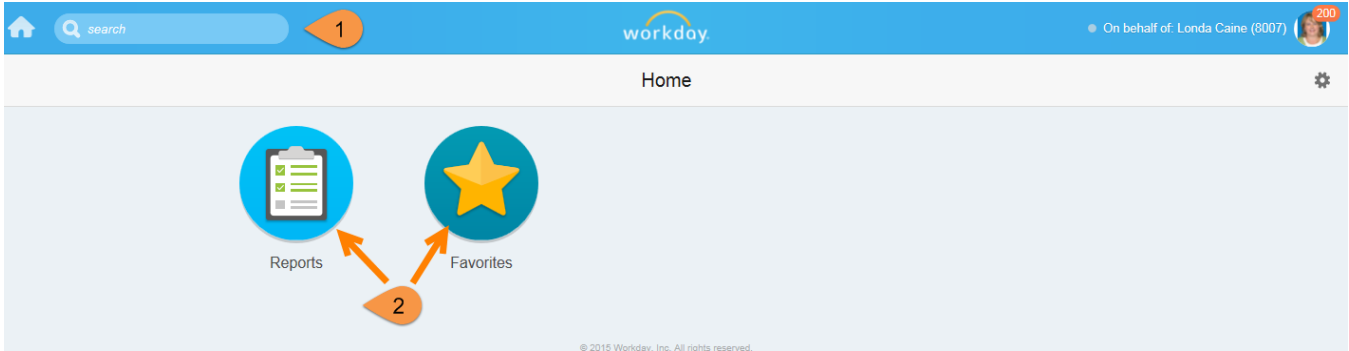 search
1
workday.
On behalf of: Londa Caine (8007)
200
Home
Reports
Favorites
2
© 2015 Workday, Inc. All rights reserved.